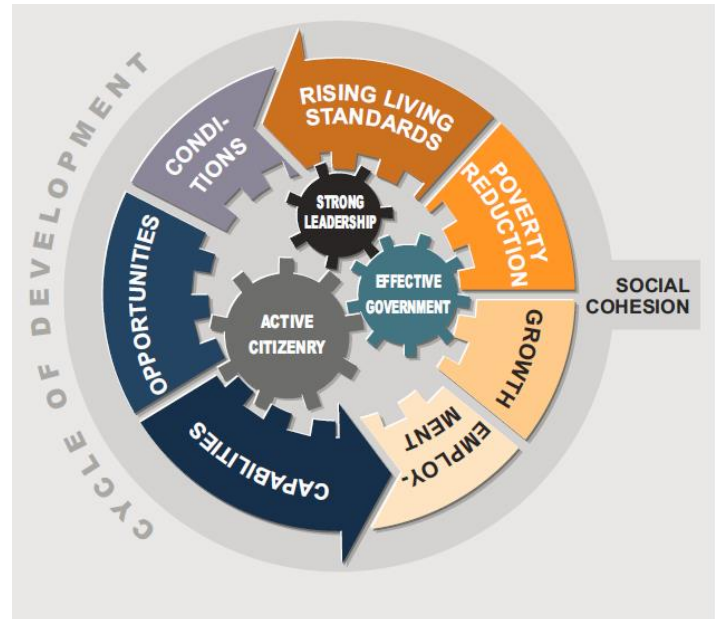 CYCLE OF DEVELOPMENT
RISING LIVING
STANDARDS
CONDI-
TIONS
POVERTY
REDUCTION
STRONG
LEADERSHIP
OPPORTUNITIES
EFFECTIVE
GOVERNMENT
SOCIAL
COHESION
ACTIVE
CITIZENRY
GROWTH
CAPABILITIES
EMPLOY-
MENT